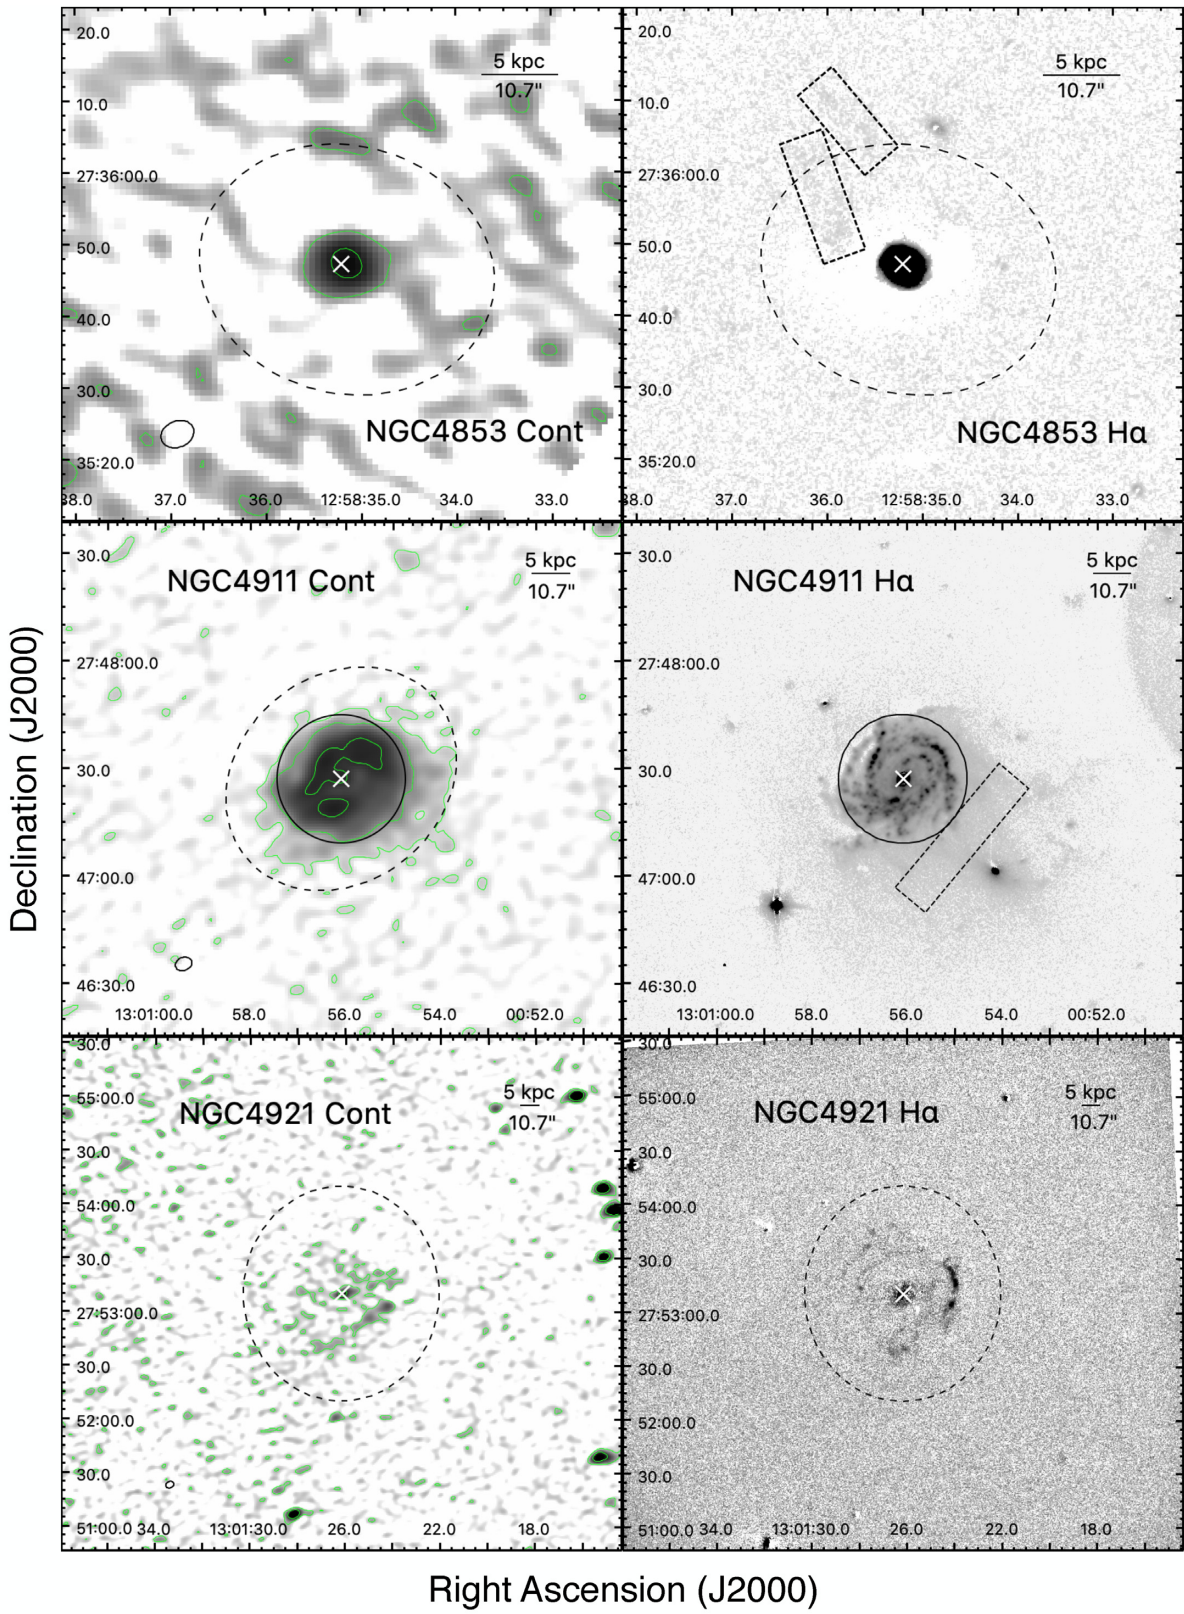 20.0
5 kpc
10.7"
10.0
27:36:00.0
50.0
40.0
30.0
NGC4853 Cont
35:20.0
38.0 37.0 36.0 12:58:35.0 34.0 33.0
20.0
5 kpc
10.7"
10.0
27:36:00.0
50.0
40.0
30.0
NGC4853 Hα
35:20.0
38.0 37.0 36.0 12:58:35.0 34.0 33.0
30.0
5 kpc
NGC4911 Cont
10.7"
27:48:00.0
30.0
47:00.0
46:30.0
13:01:00.0 58.0 56.0 54.0 00:52.0
30.0
5 kpc
NGC4911 Hα
10.7"
27:48:00.0
30.0
47:00.0
46:30.0
13:01:00.0 58.0 56.0 54.0 00:52.0
30.0
55:00.0
5 kpc
NGC4921 Cont
10.7"
30.0
54:00.0
30.0
27:53:00.0
30.0
52:00.0
30.0
51:00.0 34.0 13:01:30.0 26.0 22.0 18.0
30.0
55:00.0
5 kpc
NGC4921 Hα
10.7"
30.0
54:00.0
30.0
27:53:00.0
30.0
52:00.0
30.0
51:00.0 34.0 13:01:30.0 26.0 22.0 18.0
Declination (J2000)
Right Ascension (J2000)